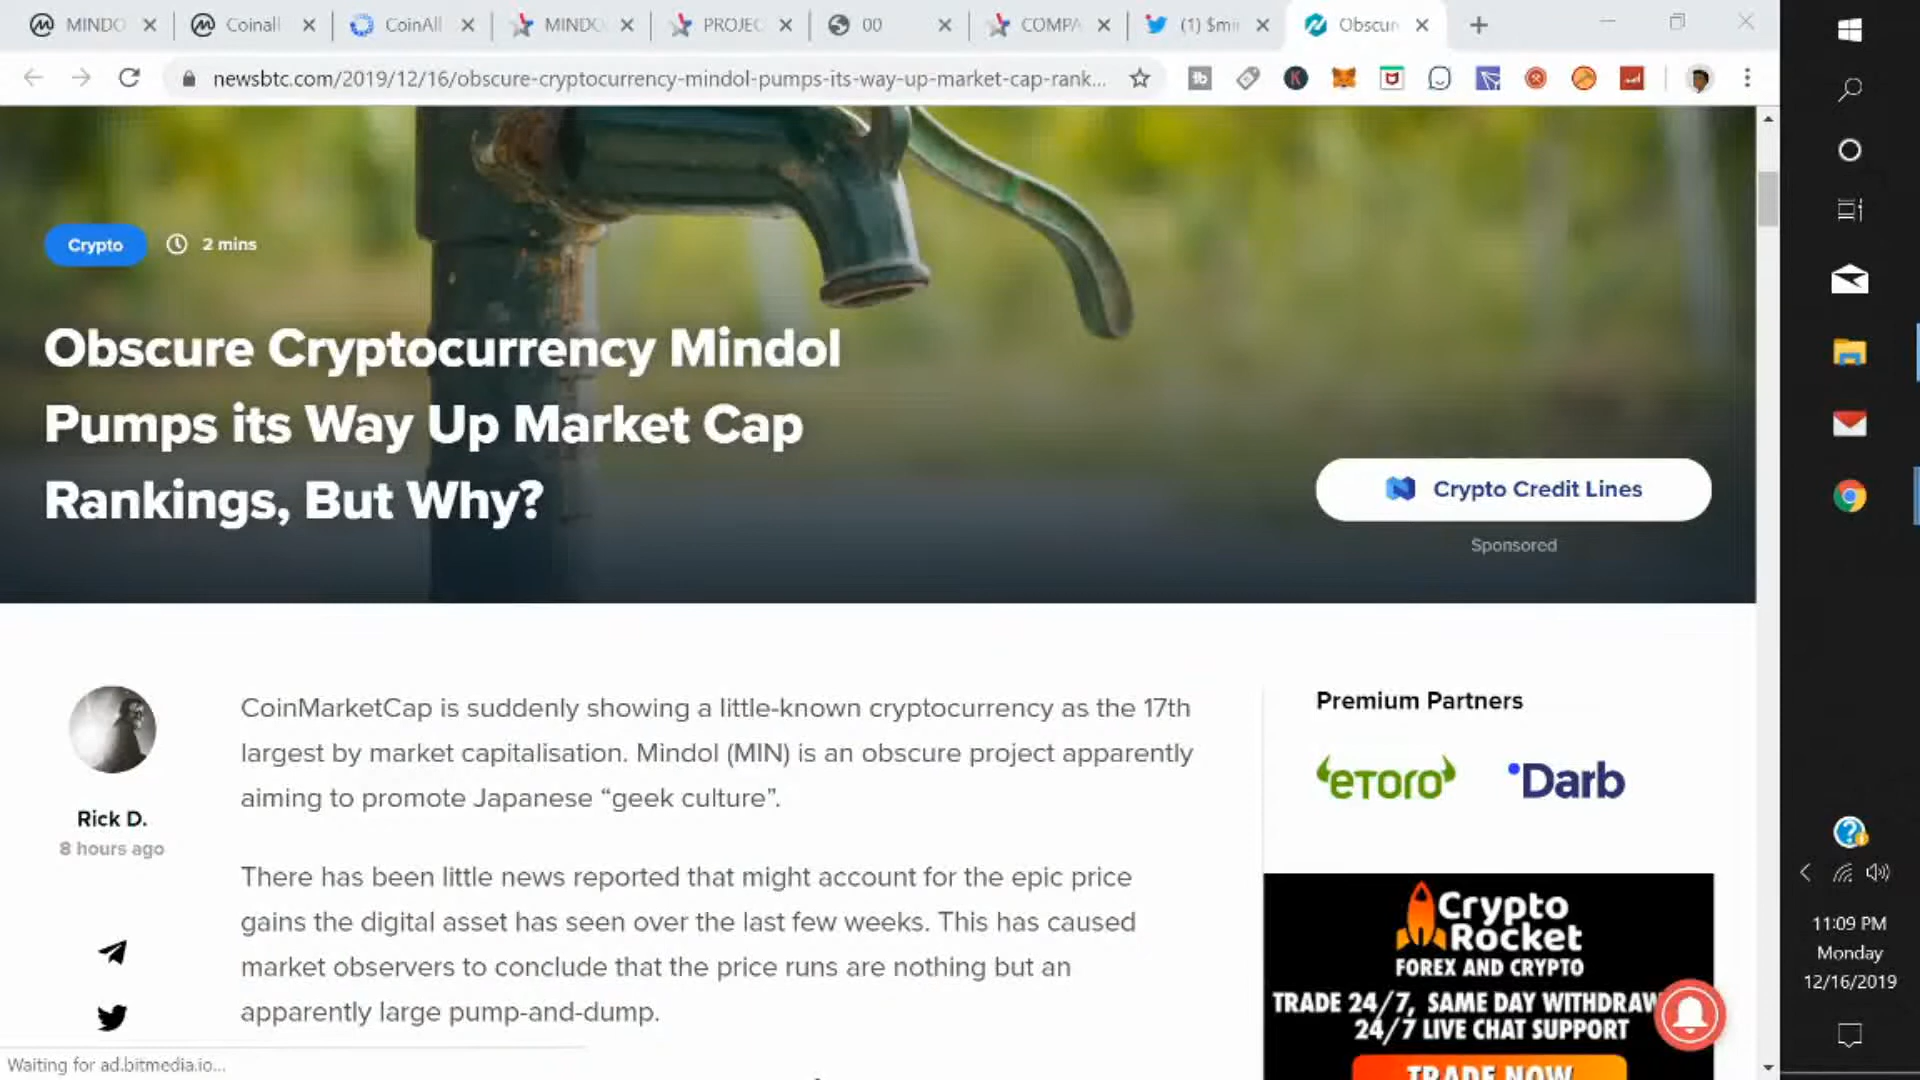 MINDO
Coinall
CoinAll
MINDO
PROJEC
00
COMPA
(1) $min
Obscur
newsbtc.com/2019/12/16/obscure-cryptocurrency-mindol-pumps-its-way-up-market-cap-rank...
Crypto
2 mins
Obscure Cryptocurrency Mindol
Pumps its Way Up Market Cap
Rankings, But Why?
Crypto Credit Lines
Sponsored
Rick D.
8 hours ago
CoinMarketCap is suddenly showing a little-known cryptocurrency as the 17th
largest by market capitalisation. Mindol (MIN) is an obscure project apparently
aiming to promote Japanese “geek culture”.
There has been little news reported that might account for the epic price
gains the digital asset has seen over the last few weeks. This has caused
market observers to conclude that the price runs are nothing but an
apparently large pump-and-dump.
Premium Partners
eTORO
Darb
Crypto
Rocket
FOREX AND CRYPTO
TRADE 24/7, SAME DAY WITHDRAW
24/7 LIVE CHAT SUPPORT
TRADE NOW
Waiting for ad.bitmedia.io...
11:09 PM
Monday
12/16/2019